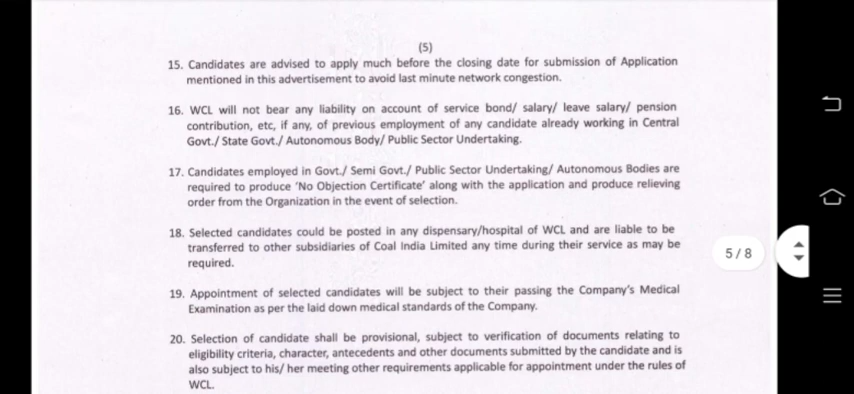 (5)
15. Candidates are advised to apply much before the closing date for submission of Application
mentioned in this advertisement to avoid last minute network congestion.
16. WCL will not bear any liability on account of service bond/ salary/ leave salary/ pension
contribution, etc, if any, of previous employment of any candidate already working in Central
Govt./ State Govt./ Autonomous Body/ Public Sector Undertaking.
17. Candidates employed in Govt./ Semi Govt./ Public Sector Undertaking/ Autonomous Bodies are
required to produce ‘No Objection Certificate’ along with the application and produce relieving
order from the Organization in the event of selection.
18. Selected candidates could be posted in any dispensary/hospital of WCL and are liable to be
transferred to other subsidiaries of Coal India Limited any time during their service as may be
required.
5 / 8
19. Appointment of selected candidates will be subject to their passing the Company’s Medical
Examination as per the laid down medical standards of the Company.
20. Selection of candidate shall be provisional, subject to verification of documents relating to
eligibility criteria, character, antecedents and other documents submitted by the candidate and is
also subject to his/ her meeting other requirements applicable for appointment under the rules of
WCL.